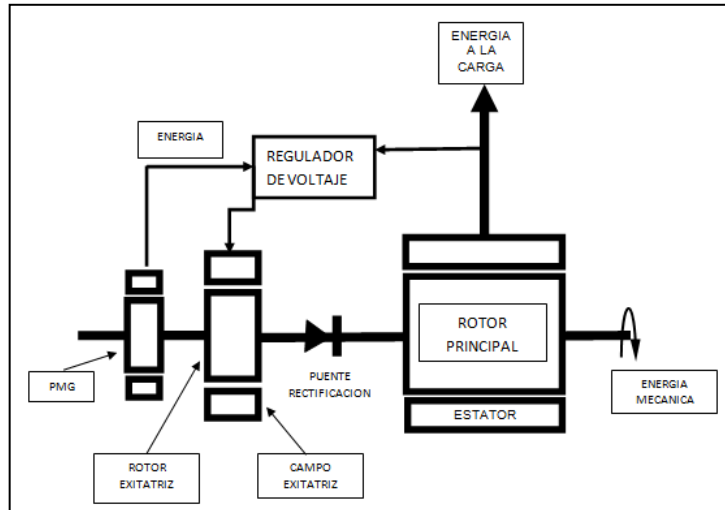 ENERGIA
A LA
CARGA
ENERGIA
REGULADOR
DE VOLTAJE
ROTOR
PRINCIPAL
PUENTE
RECTIFICACION
PMG
ESTATOR
ENERGIA
MECANICA
ROTOR
EXITATRIZ
CAMPO
EXITATRIZ